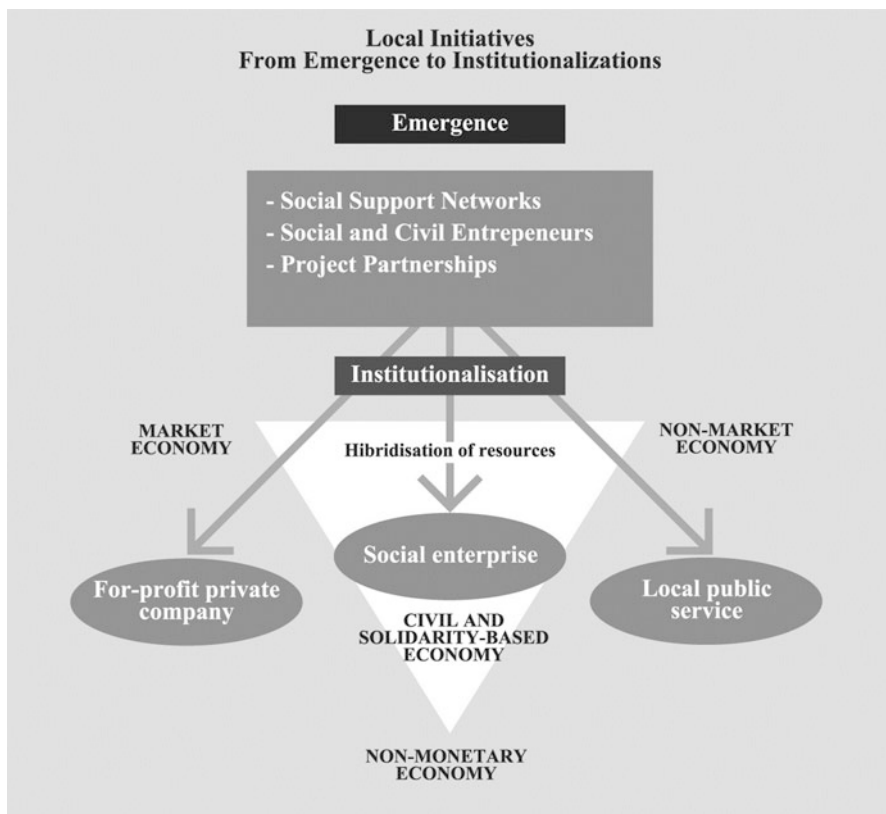 Local Initiatives
From Emergence to Institutionalizations
Emergence
- Social Support Networks
- Social and Civil Entrepeneurs
- Project Partnerships
Institutionalisation
MARKET
ECONOMY
NON-MARKET
ECONOMY
Hibridisation of resources
Social enterprise
For-profit private
company
Local public
service
CIVIL AND
SOLIDARITY-BASED
ECONOMY
NON-MONETARY
ECONOMY